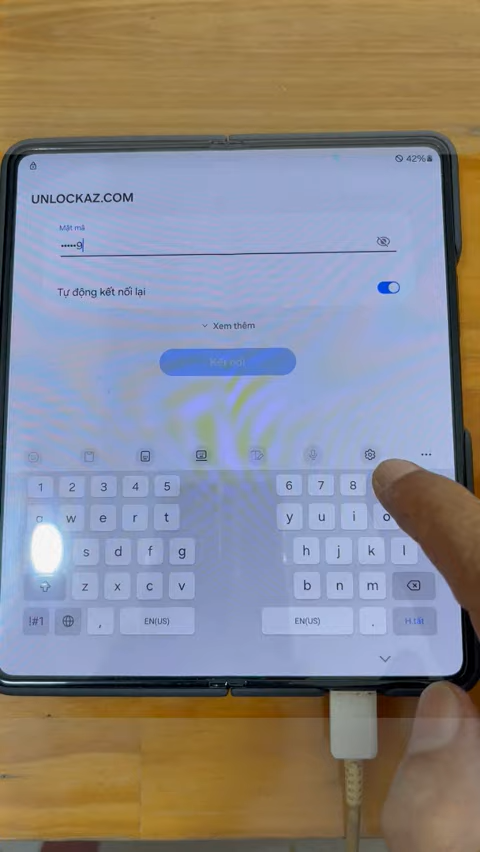 42%
UNLOCKAZ.COM
Mật mã
•••••9
Tự động kết nối lại
Xem thêm
Kết nối
1 2 3 4 5 6 7 8
q w e r t y u i o
s d f g h j k l
z x c v b n m
!#1 , EN(US) EN(US) . H.tất